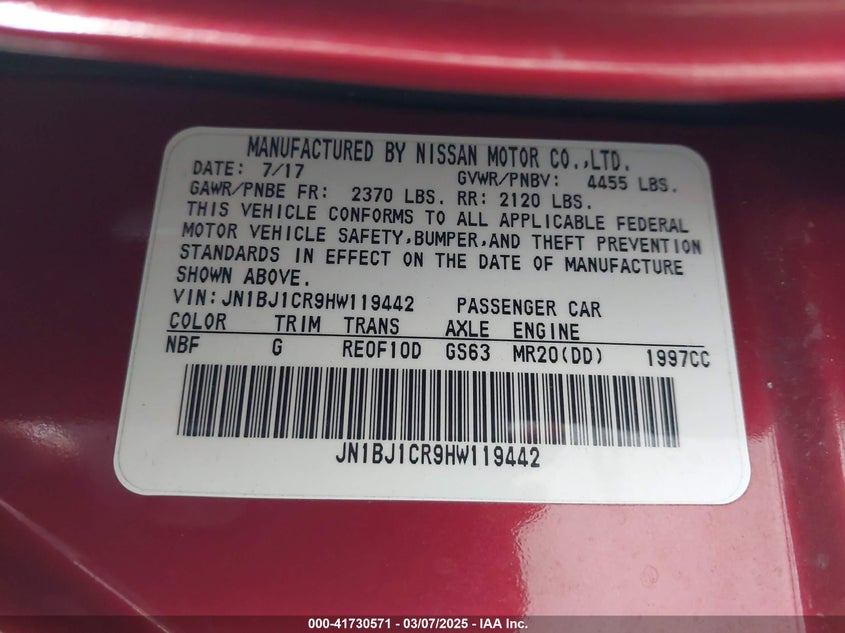 MANUFACTURED BY NISSAN MOTOR CO.,LTD.
DATE: 7/17 GVWR/PNBV: 4455 LBS.
GAWR/PNBE FR: 2370 LBS. RR: 2120 LBS.
THIS VEHICLE CONFORMS TO ALL APPLICABLE FEDERAL
MOTOR VEHICLE SAFETY,BUMPER,AND THEFT PREVENTION
STANDARDS IN EFFECT ON THE DATE OF MANUFACTURE
SHOWN ABOVE.
VIN:JN1BJ1CR9HW119442 PASSENGER CAR
COLOR TRIM TRANS AXLE ENGINE
NBF G RE0F10D GS63 MR20(DD) 1997CC
JN1BJ1CR9HW119442
000-41730571 - 03/07/2025 - IAA Inc.